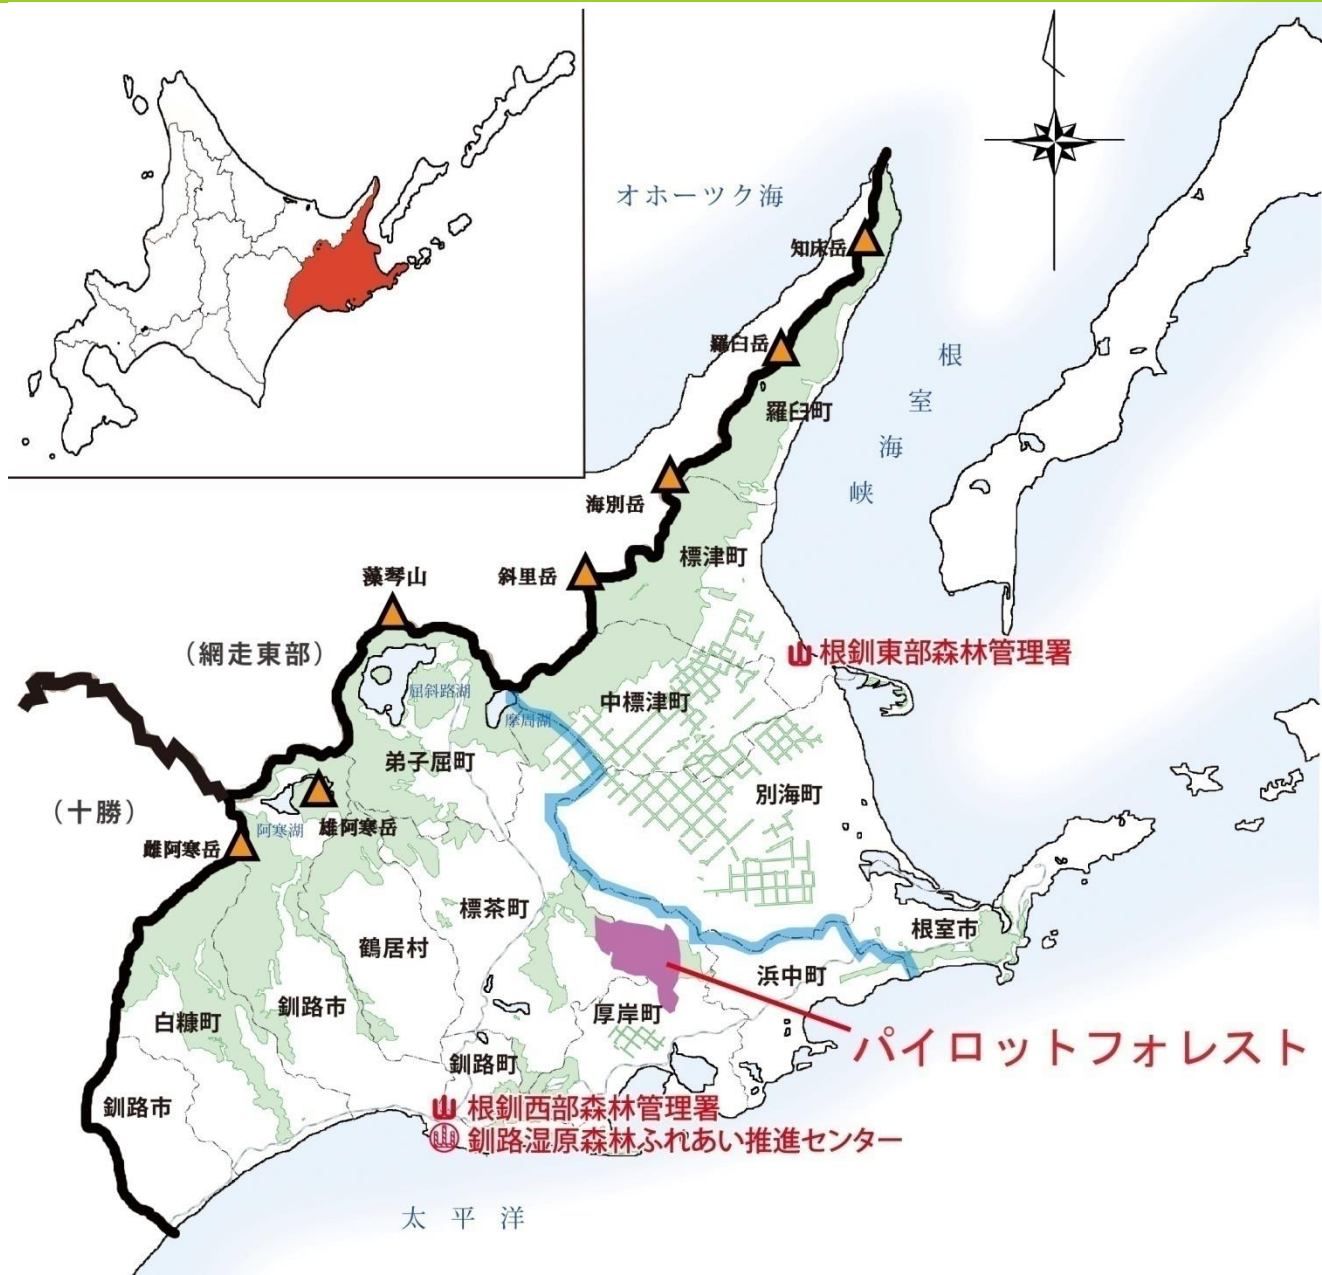 オホーツク海
知床岳
羅臼岳
根室海峡
羅臼町
海別岳
標津町
藻琴山
斜里岳
(網走東部)
根釧東部森林管理署
屈斜路湖
中標津町
摩周湖
弟子屈町
別海町
(十勝)
阿寒湖
雄阿寒岳
雌阿寒岳
標茶町
根室市
鶴居村
浜中町
釧路市
厚岸町
白糠町
パイロットフォレスト
釧路町
釧路市
根釧西部森林管理署
釧路湿原森林ふれあい推進センター
太平洋